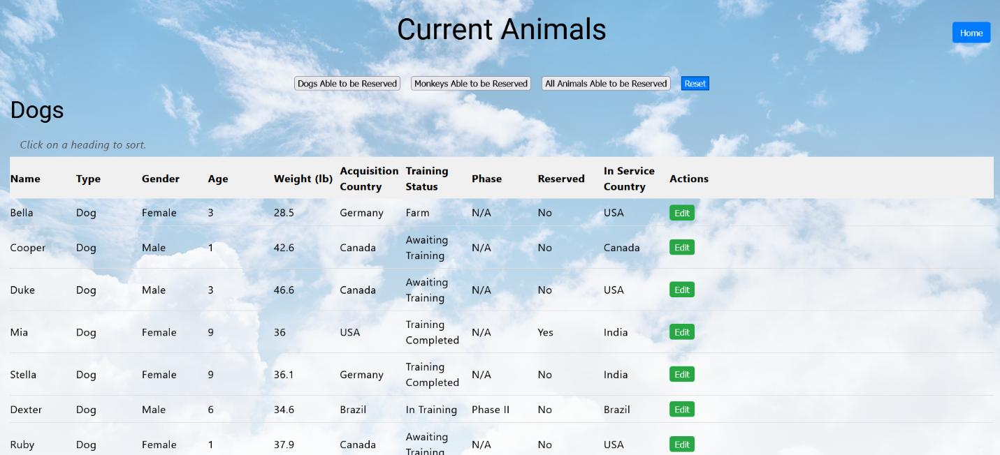 Current Animals
Home
Dogs Able to be Reserved Monkeys Able to be Reserved All Animals Able to be Reserved Reset
Dogs
Click on a heading to sort.
Name Type Gender Age Weight (lb) Acquisition Country Training Status Phase Reserved In Service Country Actions
Bella Dog Female 3 28.5 Germany Farm N/A No USA Edit
Cooper Dog Male 1 42.6 Canada Awaiting Training N/A No Canada Edit
Duke Dog Male 3 46.6 Canada Awaiting Training N/A No USA Edit
Mia Dog Female 9 36 USA Training Completed N/A Yes India Edit
Stella Dog Female 9 36.1 Germany Training Completed N/A No India Edit
Dexter Dog Male 6 34.6 Brazil In Training Phase II No Brazil Edit
Ruby Dog Female 1 37.9 Canada Awaiting Training N/A No USA Edit